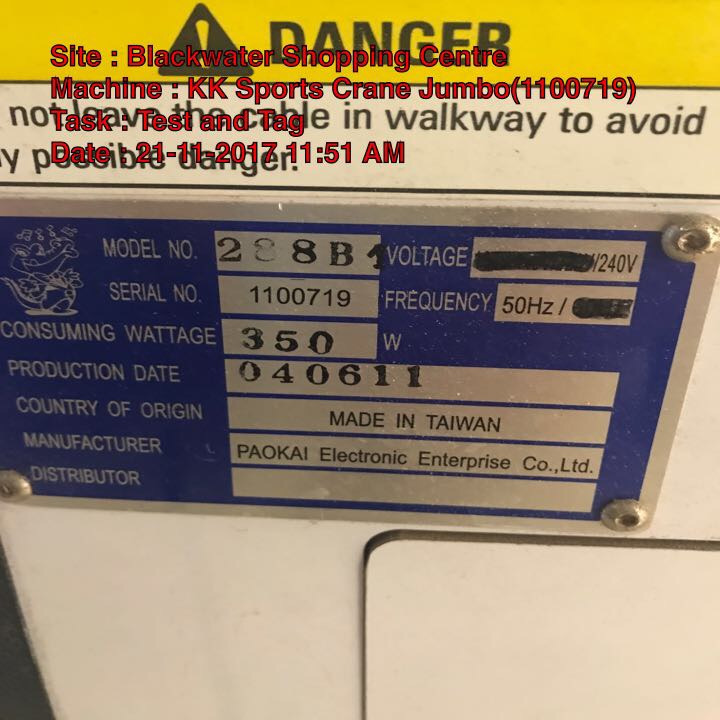 DANGER
Site : Blackwater Shopping Centre
Machine : KK Sports Crane Jumbo(1100719)
not leave the cable in walkway to avoid
Task : Test and Tag
possible danger.
Date : 21-11-2017 11:51 AM
MODEL NO. 288B1 VOLTAGE /240V
SERIAL NO. 1100719 FREQUENCY 50Hz /
CONSUMING WATTAGE 350 W
PRODUCTION DATE 040611
COUNTRY OF ORIGIN MADE IN TAIWAN
MANUFACTURER PAOKAI Electronic Enterprise Co.,Ltd.
DISTRIBUTOR